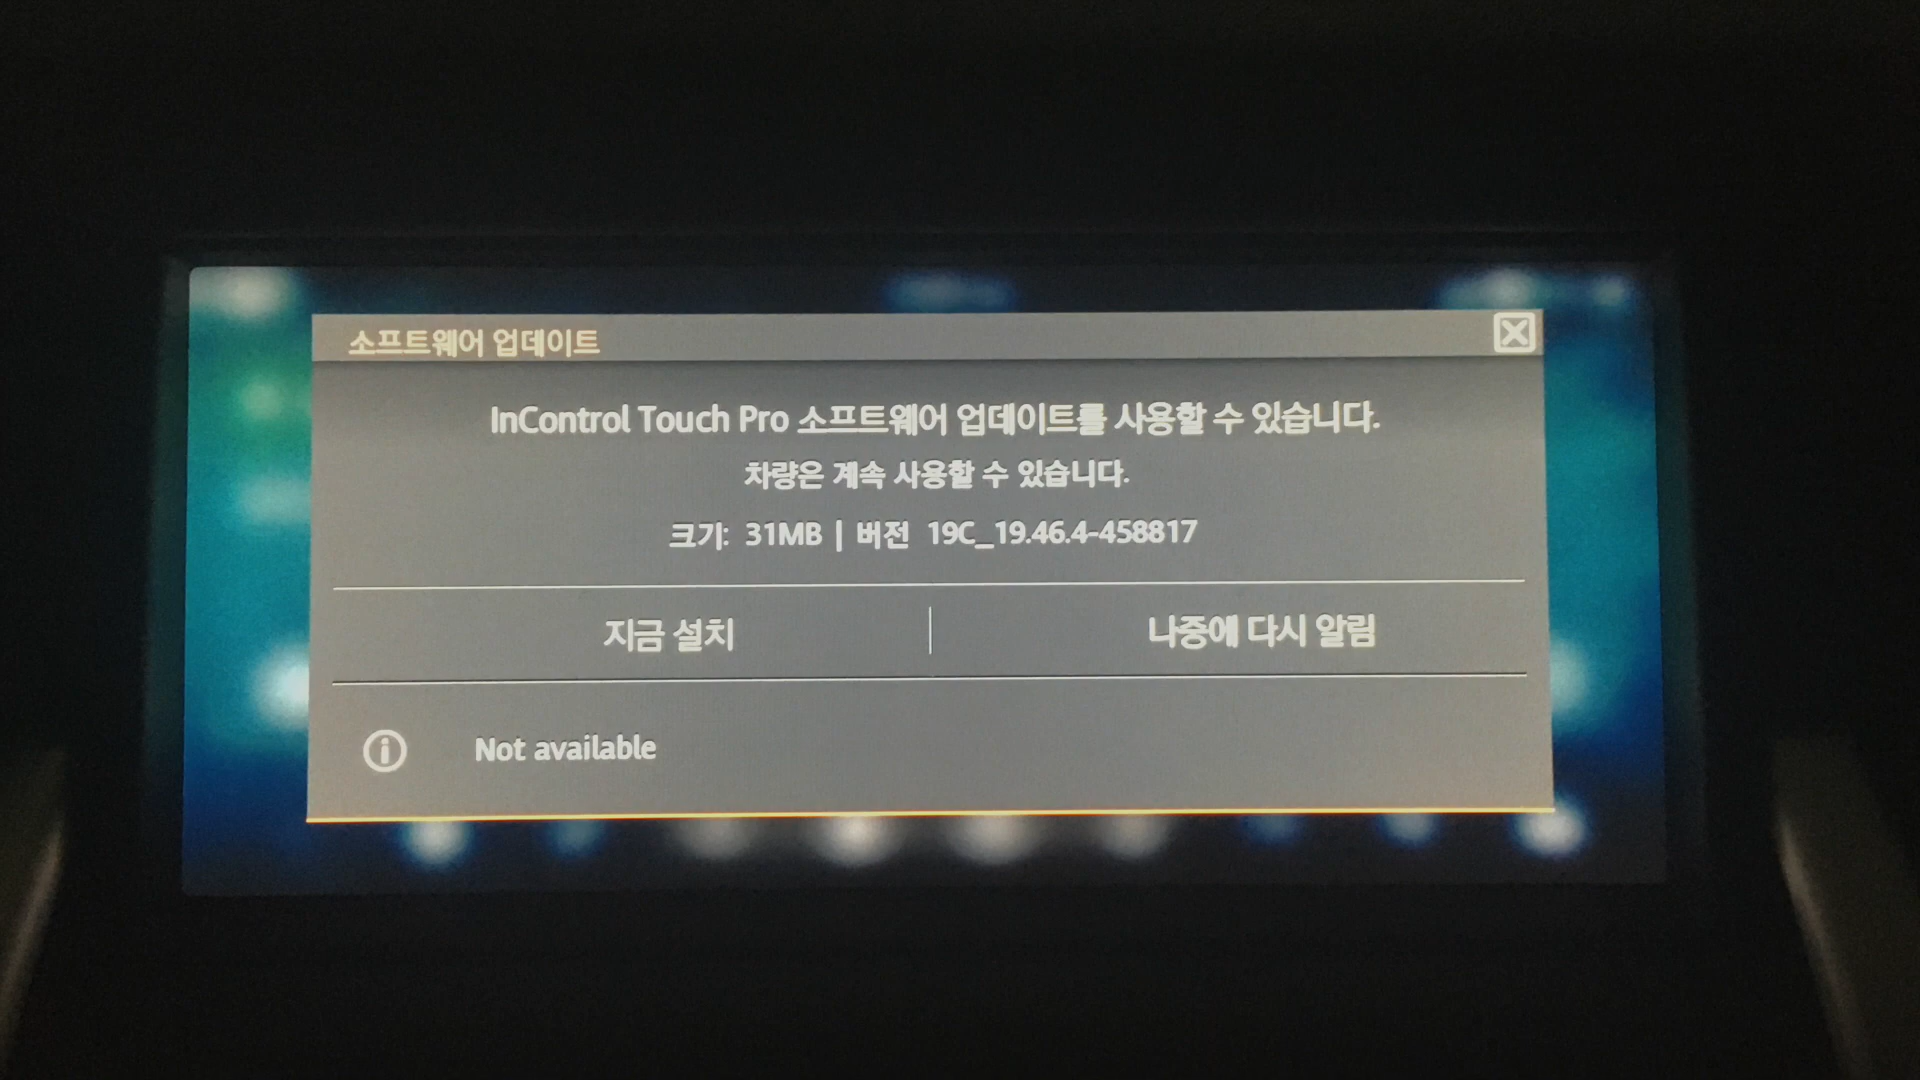 소프트웨어 업데이트
InControl Touch Pro 소프트웨어 업데이트를 사용할 수 있습니다.
차량은 계속 사용할 수 있습니다.
크기: 31MB | 버전 19C_19.46.4-458817
지금 설치
나중에 다시 알림
Not available